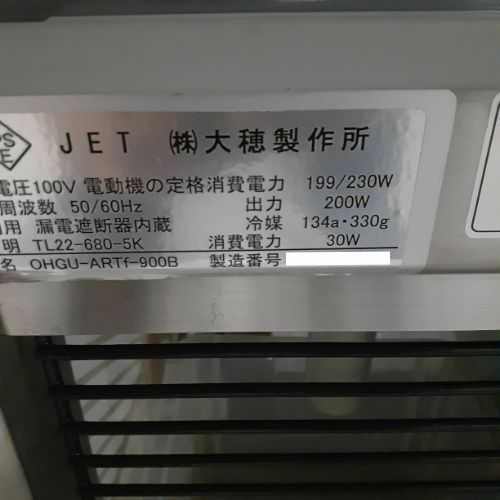 PS
E
JET ㈱大穂製作所
電圧100V 電動機の定格消費電力 199/230W
周波数 50/60Hz 出力 200W
用 漏電遮断器内蔵 冷媒 134a・330g
明 TL22-680-5K 消費電力 30W
名 OHGU-ARTf-900B 製造番号